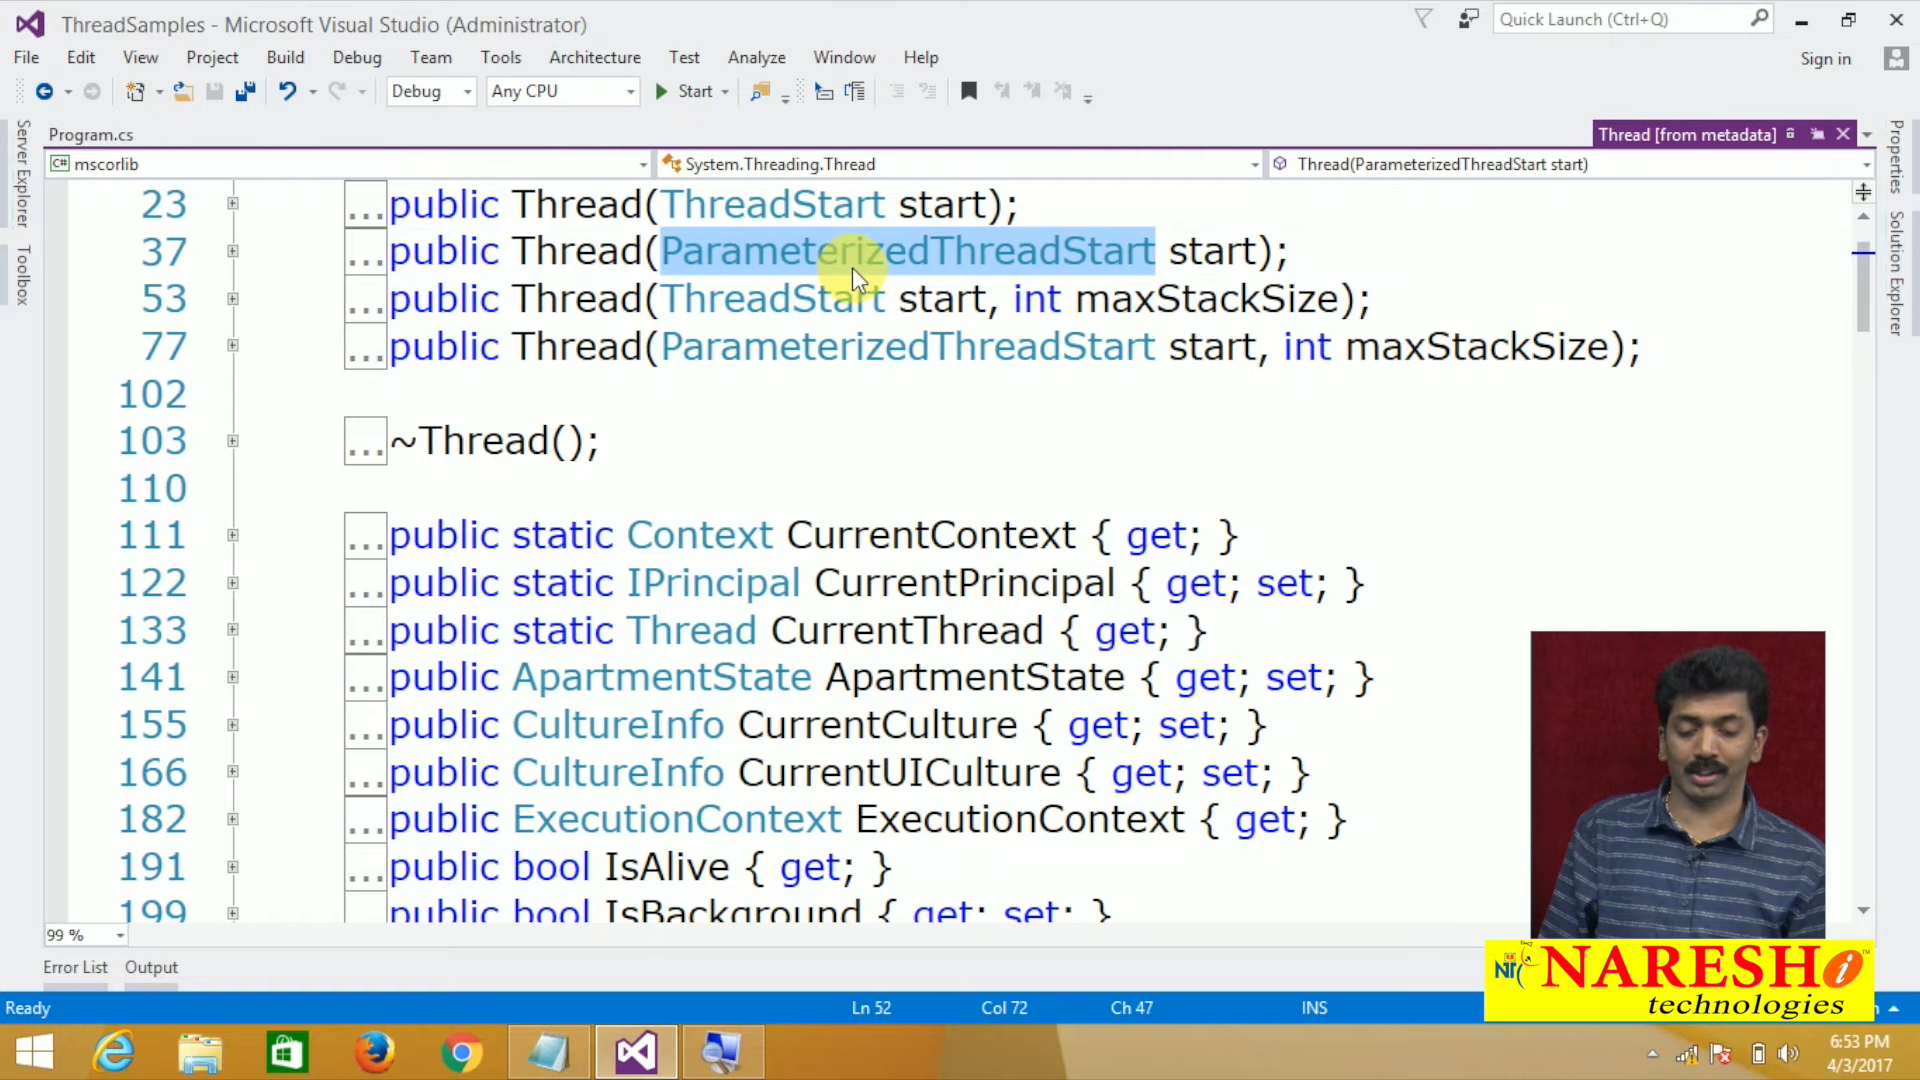 ThreadSamples - Microsoft Visual Studio (Administrator)
Quick Launch (Ctrl+Q)
File Edit View Project Build Debug Team Tools Architecture Test Analyze Window Help
Sign in
Debug Any CPU Start
Program.cs
Thread [from metadata]
C# mscorlib
System.Threading.Thread
Thread(ParameterizedThreadStart start)
Server Explorer
Toolbox
Properties
Solution Explorer
23 ...public Thread(ThreadStart start);
37 ...public Thread(ParameterizedThreadStart start);
53 ...public Thread(ThreadStart start, int maxStackSize);
77 ...public Thread(ParameterizedThreadStart start, int maxStackSize);
102
103 ...~Thread();
110
111 ...public static Context CurrentContext { get; }
122 ...public static IPrincipal CurrentPrincipal { get; set; }
133 ...public static Thread CurrentThread { get; }
141 ...public ApartmentState ApartmentState { get; set; }
155 ...public CultureInfo CurrentCulture { get; set; }
166 ...public CultureInfo CurrentUICulture { get; set; }
182 ...public ExecutionContext ExecutionContext { get; }
191 ...public bool IsAlive { get; }
199 ...public bool IsBackground { get; set; }
99 %
Error List Output
Ready Ln 52 Col 72 Ch 47 INS
NARESH i
technologies
6:53 PM
4/3/2017